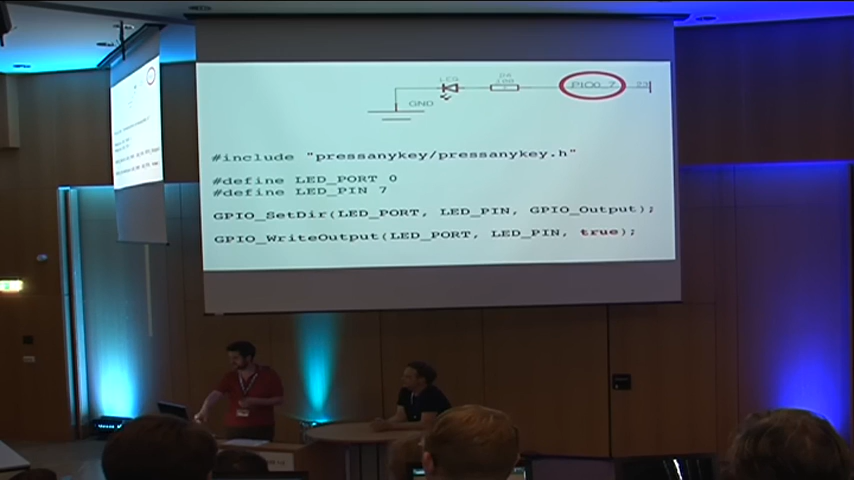 LED
PIO0_7
23
GND
#include "pressanykey/pressanykey.h"
#define LED_PORT 0
#define LED_PIN 7
GPIO_SetDir(LED_PORT, LED_PIN, GPIO_Output);
GPIO_WriteOutput(LED_PORT, LED_PIN, true);